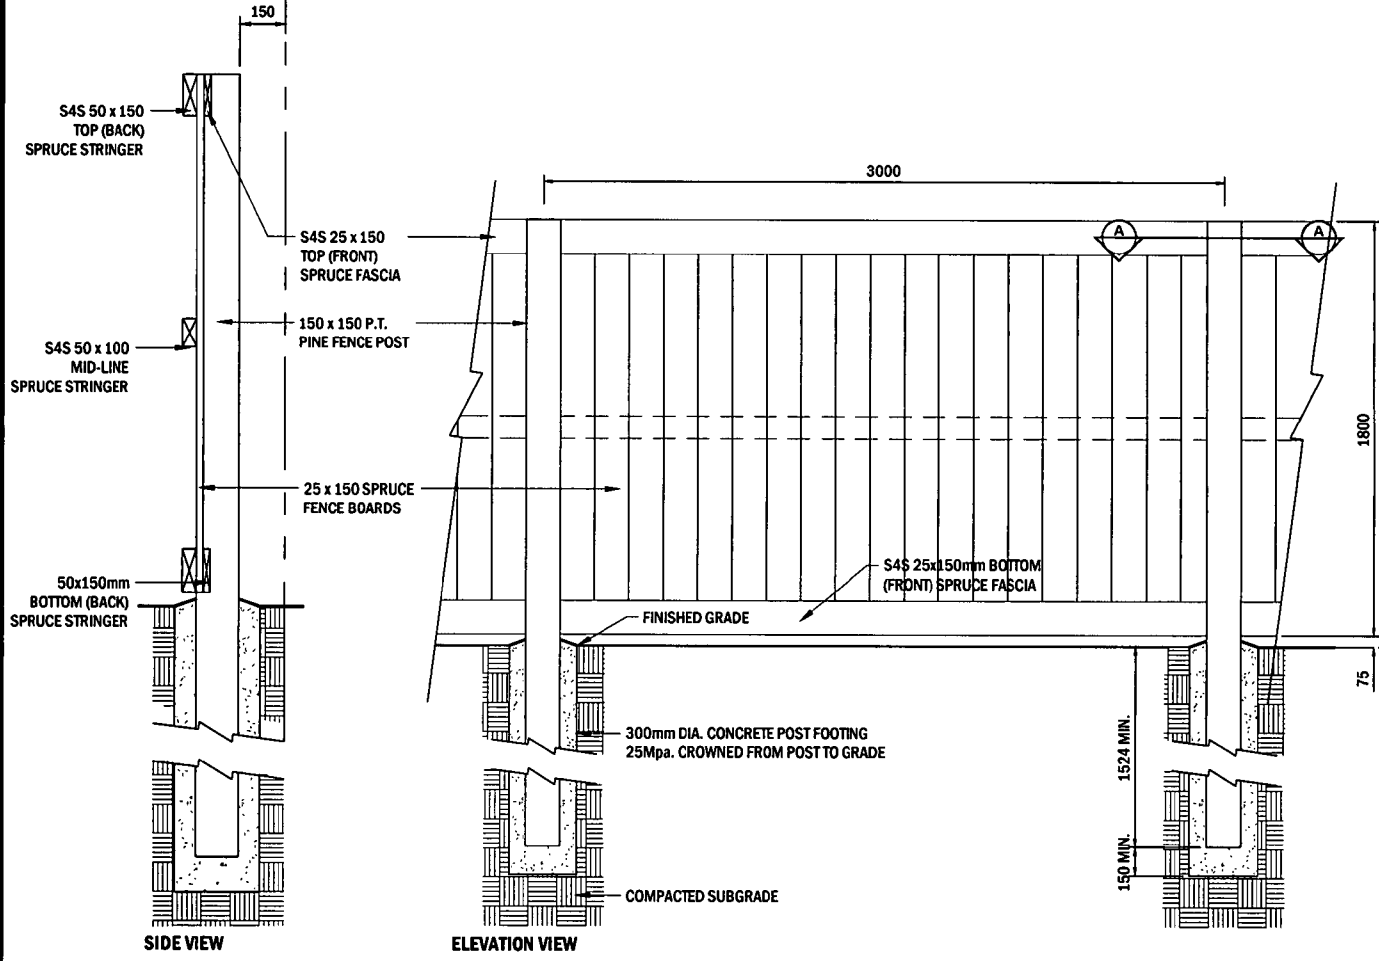 150
S4S 50 x 150
TOP (BACK)
SPRUCE STRINGER
3000
S4S 25 x 150
TOP (FRONT)
SPRUCE FASCIA
A
A
150 x 150 P.T.
PINE FENCE POST
S4S 50 x 100
MID-LINE
SPRUCE STRINGER
1800
25 x 150 SPRUCE
FENCE BOARDS
S4S 25x150mm BOTTOM
(FRONT) SPRUCE FASCIA
50x150mm
BOTTOM (BACK)
SPRUCE STRINGER
FINISHED GRADE
75
300mm DIA. CONCRETE POST FOOTING
25Mpa. CROWNED FROM POST TO GRADE
1524 MIN.
150 MIN.
COMPACTED SUBGRADE
SIDE VIEW
ELEVATION VIEW